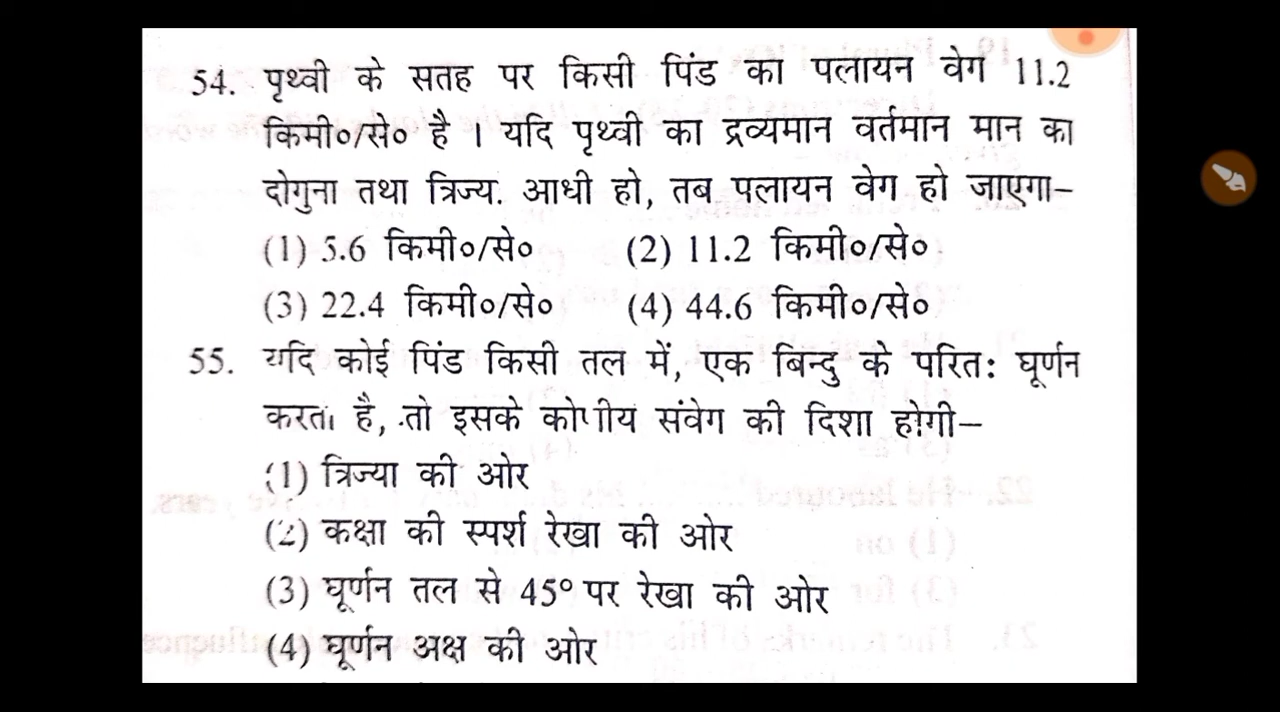 54. पृथ्वी के सतह पर किसी पिंड का पलायन वेग 11.2
किमी०/से० है । यदि पृथ्वी का द्रव्यमान वर्तमान मान का
दोगुना तथा त्रिज्य. आधी हो, तब पलायन वेग हो जाएगा–
(1) 5.6 किमी०/से० (2) 11.2 किमी०/से०
(3) 22.4 किमी०/से० (4) 44.6 किमी०/से०
55. यदि कोई पिंड किसी तल में, एक बिन्दु के परित: घूर्णन
करता है, तो इसके कोणीय संवेग की दिशा होगी–
(1) त्रिज्या की ओर
(2) कक्षा की स्पर्श रेखा की ओर
(3) घूर्णन तल से 45° पर रेखा की ओर
(4) घूर्णन अक्ष की ओर